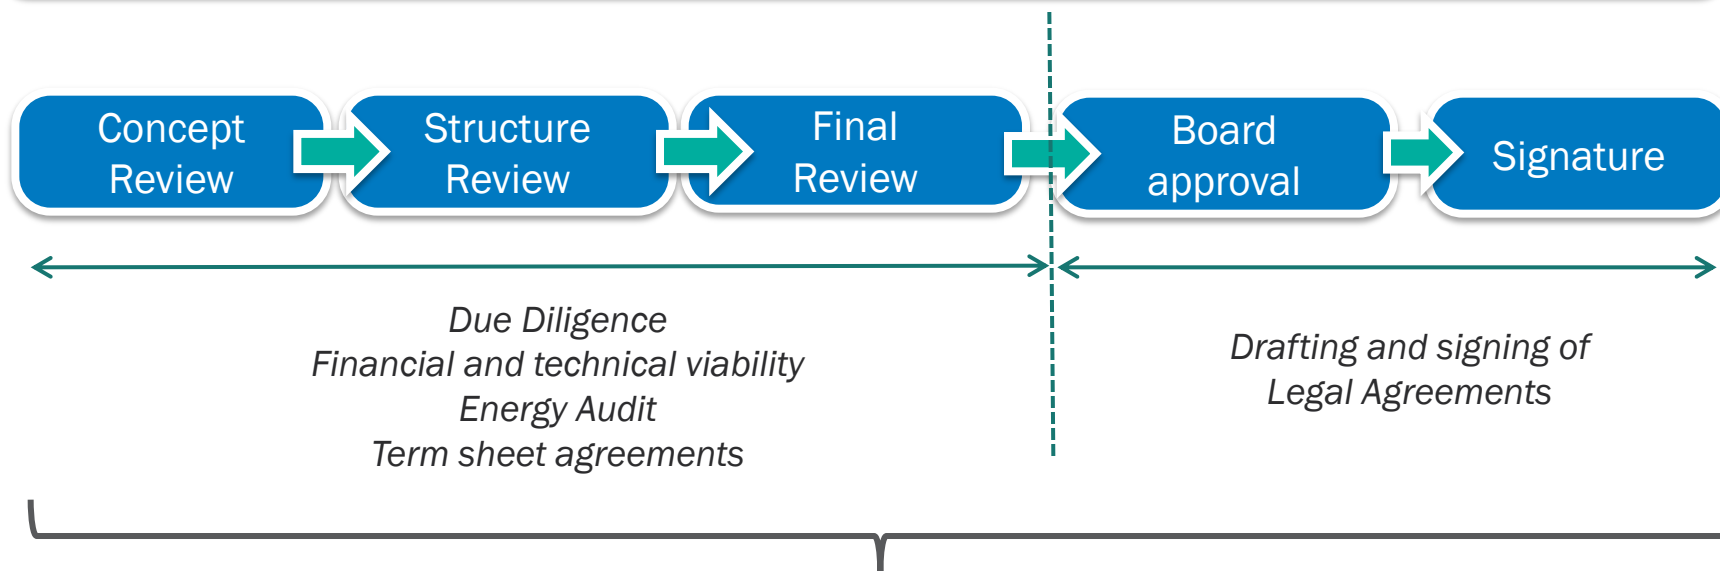 Concept
Review
Structure
Review
Final
Review
Board
approval
Signature
Due Diligence
Financial and technical viability
Energy Audit
Term sheet agreements
Drafting and signing of
Legal Agreements